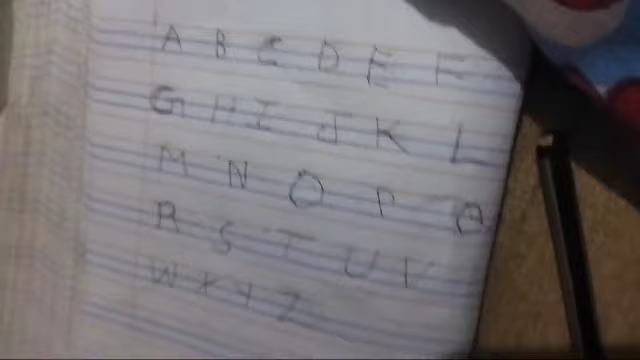 A B C D E F
G H I J K L
M N O P Q
R S T U V
W X Y Z